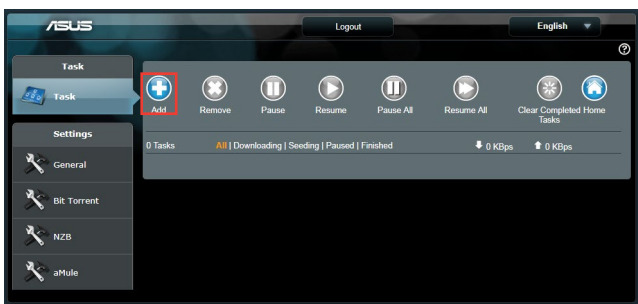 ASUS
Logout
English
?
Task
Task
Add
Remove
Pause
Resume
Pause All
Resume All
Clear Completed Tasks
Home
0 Tasks
All | Downloading | Seeding | Paused | Finished
0 KBps
0 KBps
Settings
General
Bit Torrent
NZB
aMule